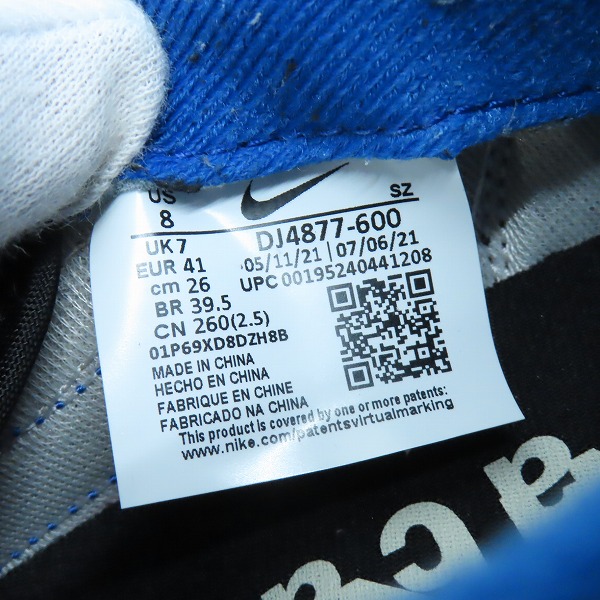 US
8
SZ
UK 7
EUR 41
cm 26
BR 39.5
CN 260(2.5)
DJ4877-600
05/11/21 | 07/06/21
UPC 00195240441208
01P69XD8DZH8B
MADE IN CHINA
HECHO EN CHINA
FABRIQUE EN CHINE
FABRICADO NA CHINA
This product is covered by one or more patents:
www.nike.com/patentsvirtualmarking